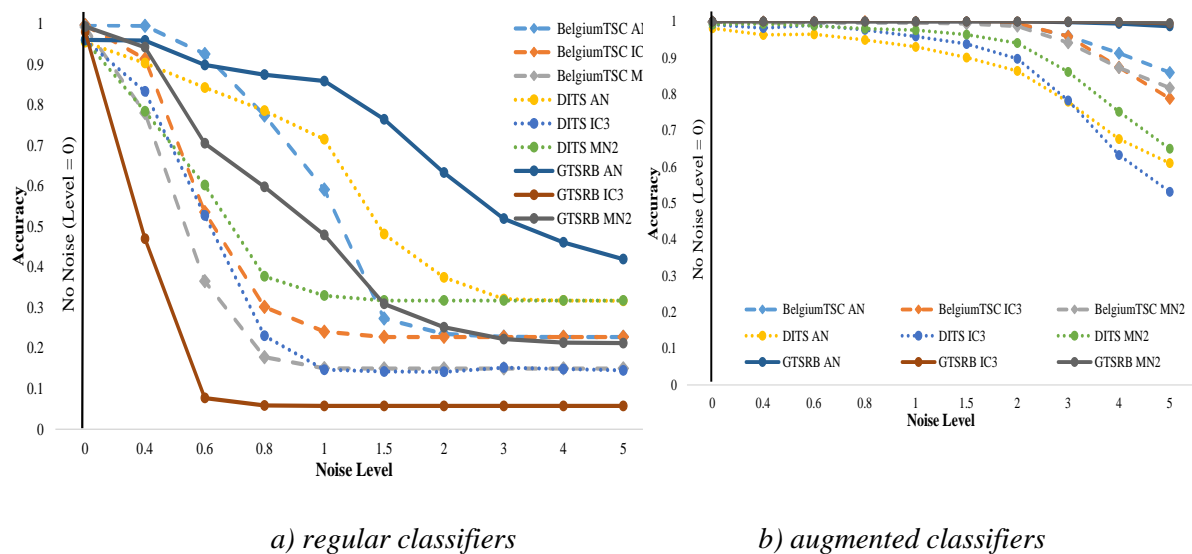 1
0.9
0.8
0.7
0.6
0.5
0.4
0.3
0.2
0.1
0
Accuracy
No Noise (Level = 0)
BelgiumTSC AN
BelgiumTSC IC
BelgiumTSC M
DITS AN
DITS IC3
DITS MN2
GTSRB AN
GTSRB IC3
GTSRB MN2
0 0.4 0.6 0.8 1 1.5 2 3 4 5
Noise Level
a) regular classifiers
1
0.9
0.8
0.7
0.6
0.5
0.4
0.3
0.2
0.1
0
Accuracy
No Noise (Level = 0)
BelgiumTSC AN BelgiumTSC IC3 BelgiumTSC MN2
DITS AN DITS IC3 DITS MN2
GTSRB AN GTSRB IC3 GTSRB MN2
0 0.4 0.6 0.8 1 1.5 2 3 4 5
Noise Level
b) augmented classifiers